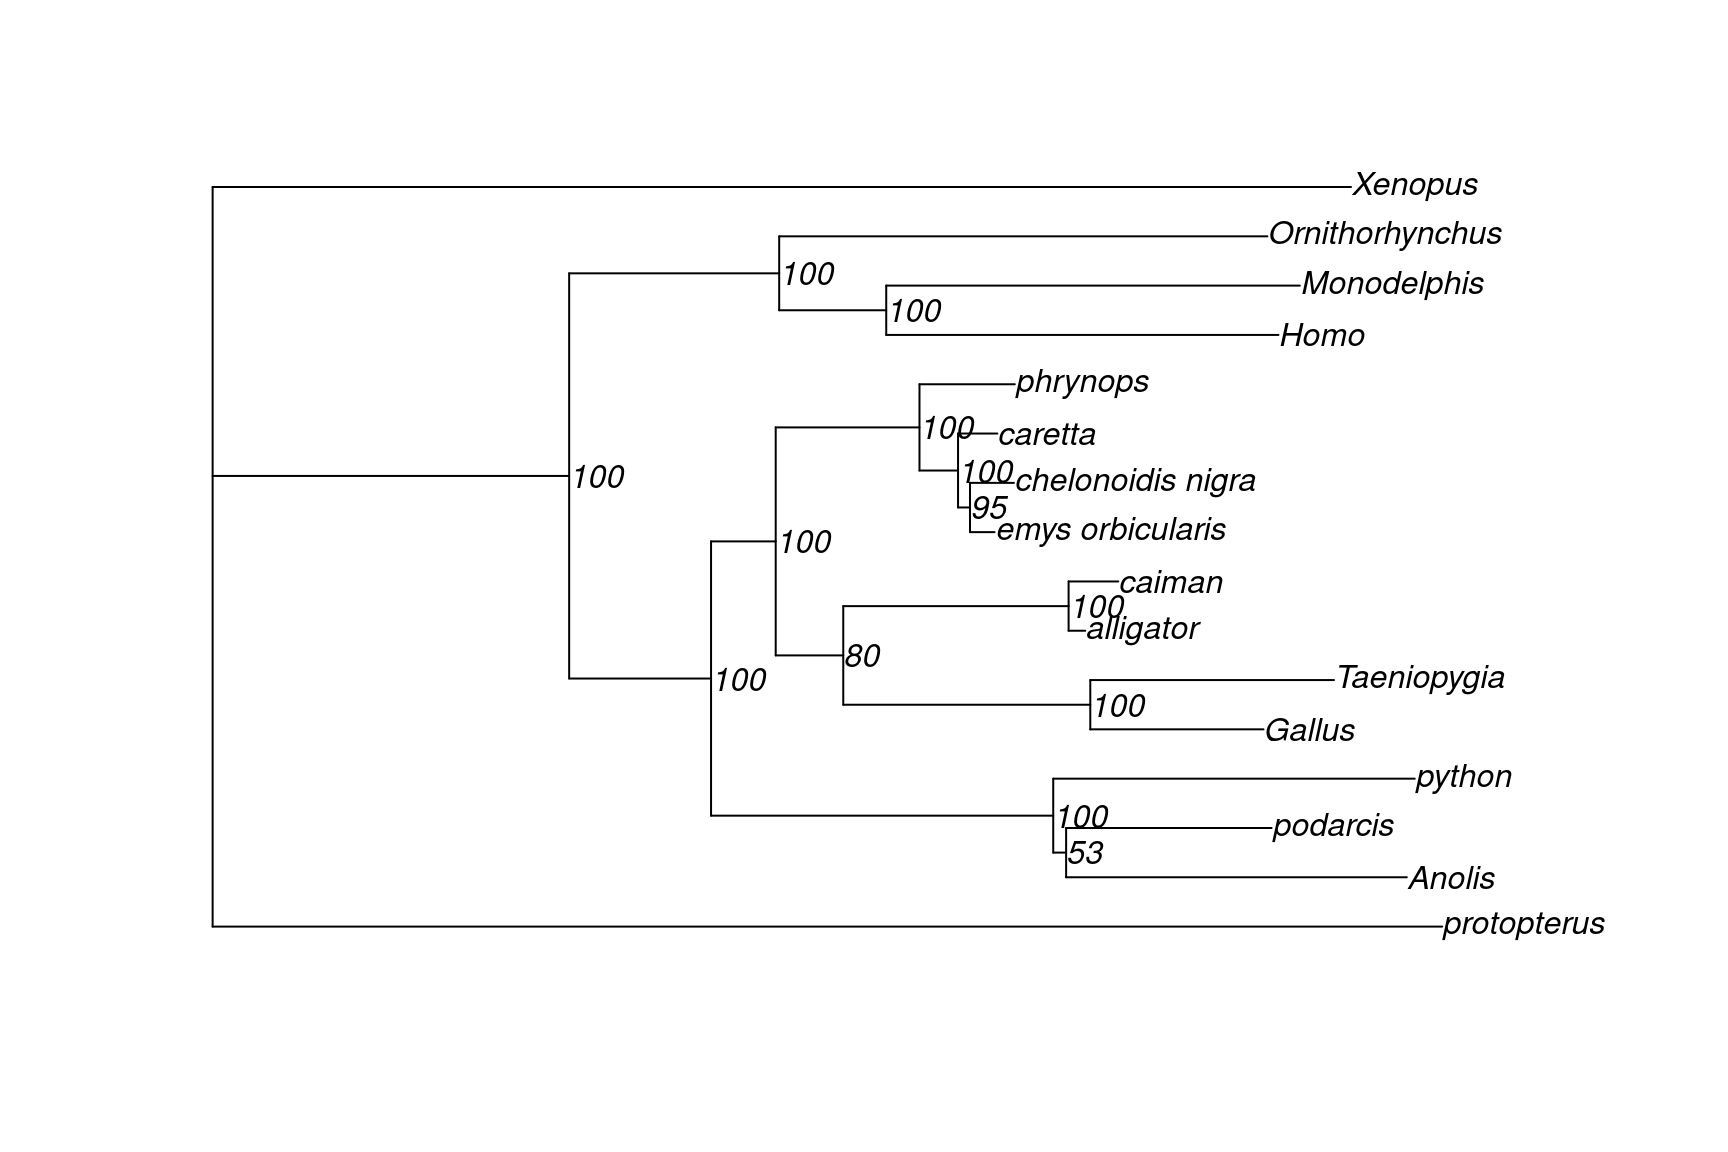 Xenopus
Ornithorhynchus
100
Monodelphis
100
Homo
phrynops
100
caretta
100
chelonoidis nigra
100
95
emys orbicularis
100
caiman
100
alligator
80
100
Taeniopygia
100
Gallus
python
100
podarcis
53
Anolis
protopterus